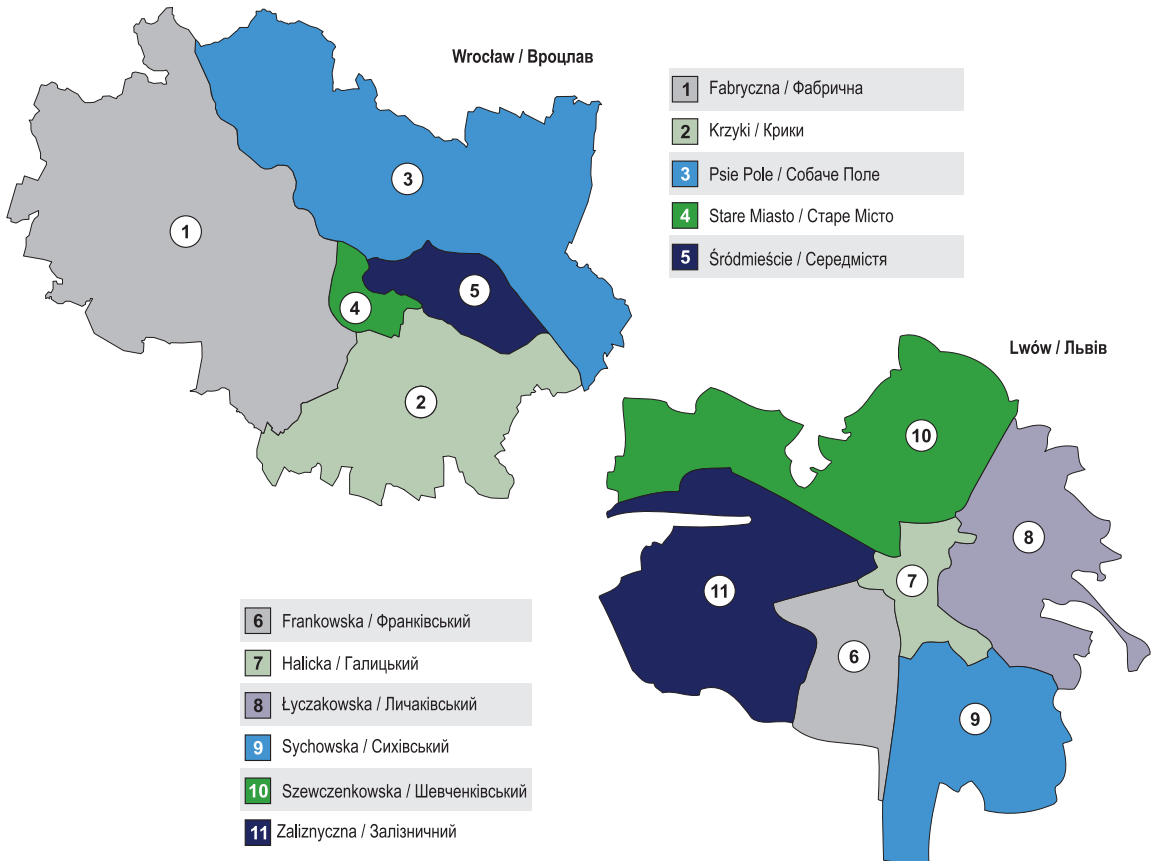 Wrocław / Вроцлав
1 Fabryczna / Фабрична
2 Krzyki / Крики
3 Psie Pole / Собаче Поле
4 Stare Miasto / Старе Місто
5 Śródmieście / Середмістя
3
1
5
4
2
Lwów / Львів
10
8
7
11
6
9
6 Frankowska / Франківський
7 Halicka / Галицький
8 Łyczakowska / Личаківський
9 Sychowska / Сихівський
10 Szewczenkowska / Шевченківський
11 Zaliznyczna / Залізничний